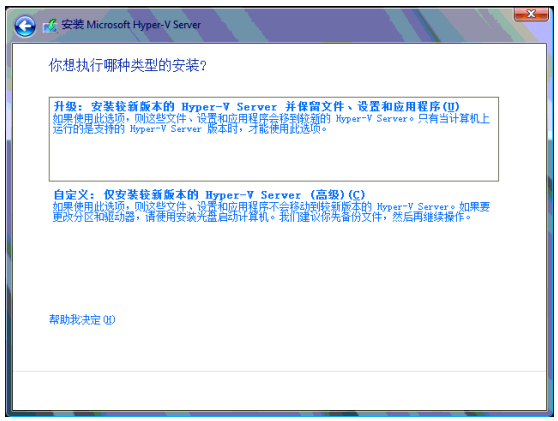 安装 Microsoft Hyper-V Server
你想执行哪种类型的安装?
升级: 安装较新版本的 Hyper-V Server 并保留文件、设置和应用程序(U)
如果使用此选项，则这些文件、设置和应用程序会移到较新的 Hyper-V Server。只有当计算机上
运行的是支持的 Hyper-V Server 版本时，才能使用此选项。
自定义: 仅安装较新版本的 Hyper-V Server (高级)(C)
如果使用此选项，则这些文件、设置和应用程序不会移动到较新版本的 Hyper-V Server。如果要
更改分区和驱动器，请使用安装光盘启动计算机。我们建议你先备份文件，然后再继续操作。
帮助我决定(H)